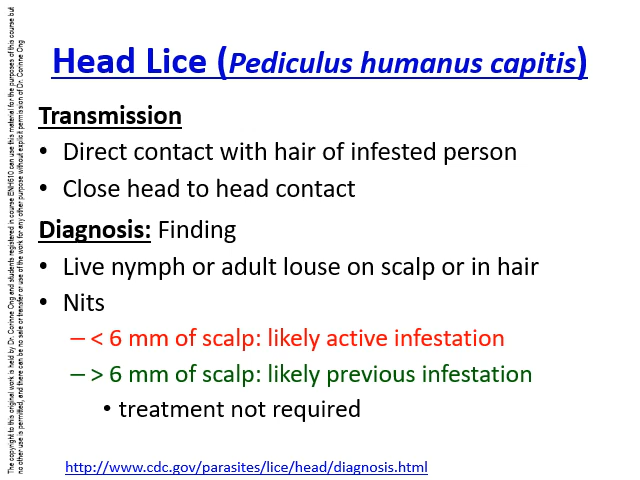 Head Lice (Pediculus humanus capitis)
Transmission
• Direct contact with hair of infested person
• Close head to head contact
Diagnosis: Finding
• Live nymph or adult louse on scalp or in hair
• Nits
– < 6 mm of scalp: likely active infestation
– > 6 mm of scalp: likely previous infestation
• treatment not required
http://www.cdc.gov/parasites/lice/head/diagnosis.html
The copyright to this original work is held by Dr. Corinne Ong and students registered in course ENH610 can use this material for the purposes of this course but
no other use is permitted, and there can be no sale or transfer or use of the work for any other purpose without explicit permission of Dr. Corinne Ong